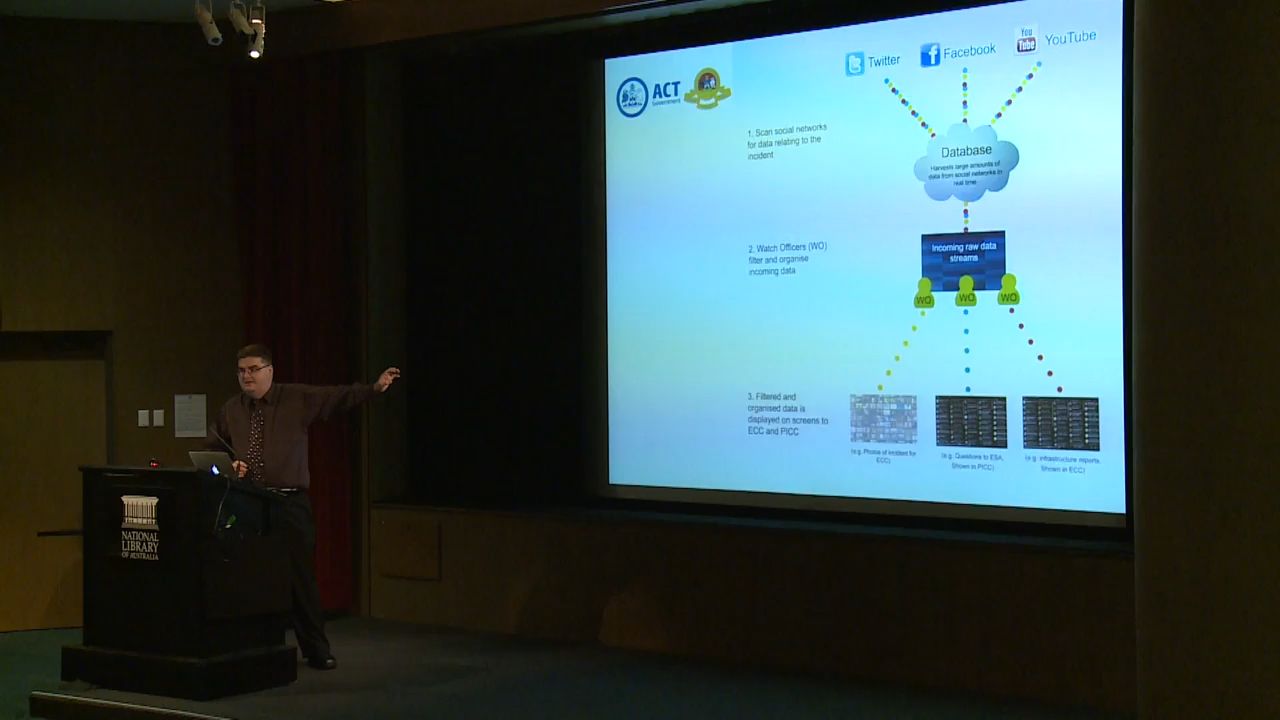 Twitter
Facebook
You
Tube
YouTube
ACT
Government
1. Scan social networks
for data relating to the
incident
Database
Harvests large amounts of
data from social networks in
real time
2. Watch Officers (WO)
filter and organise
incoming data
Incoming raw data
streams
WO
WO
WO
3. Filtered and
organised data is
displayed on screens to
ECC and PICC
(e.g. Photos of incident for
ECC)
(e.g. Questions to ESA.
Shown in PICC)
(e.g. infrastructure reports.
Shown in ECC)
NATIONAL
LIBRARY
OF AUSTRALIA